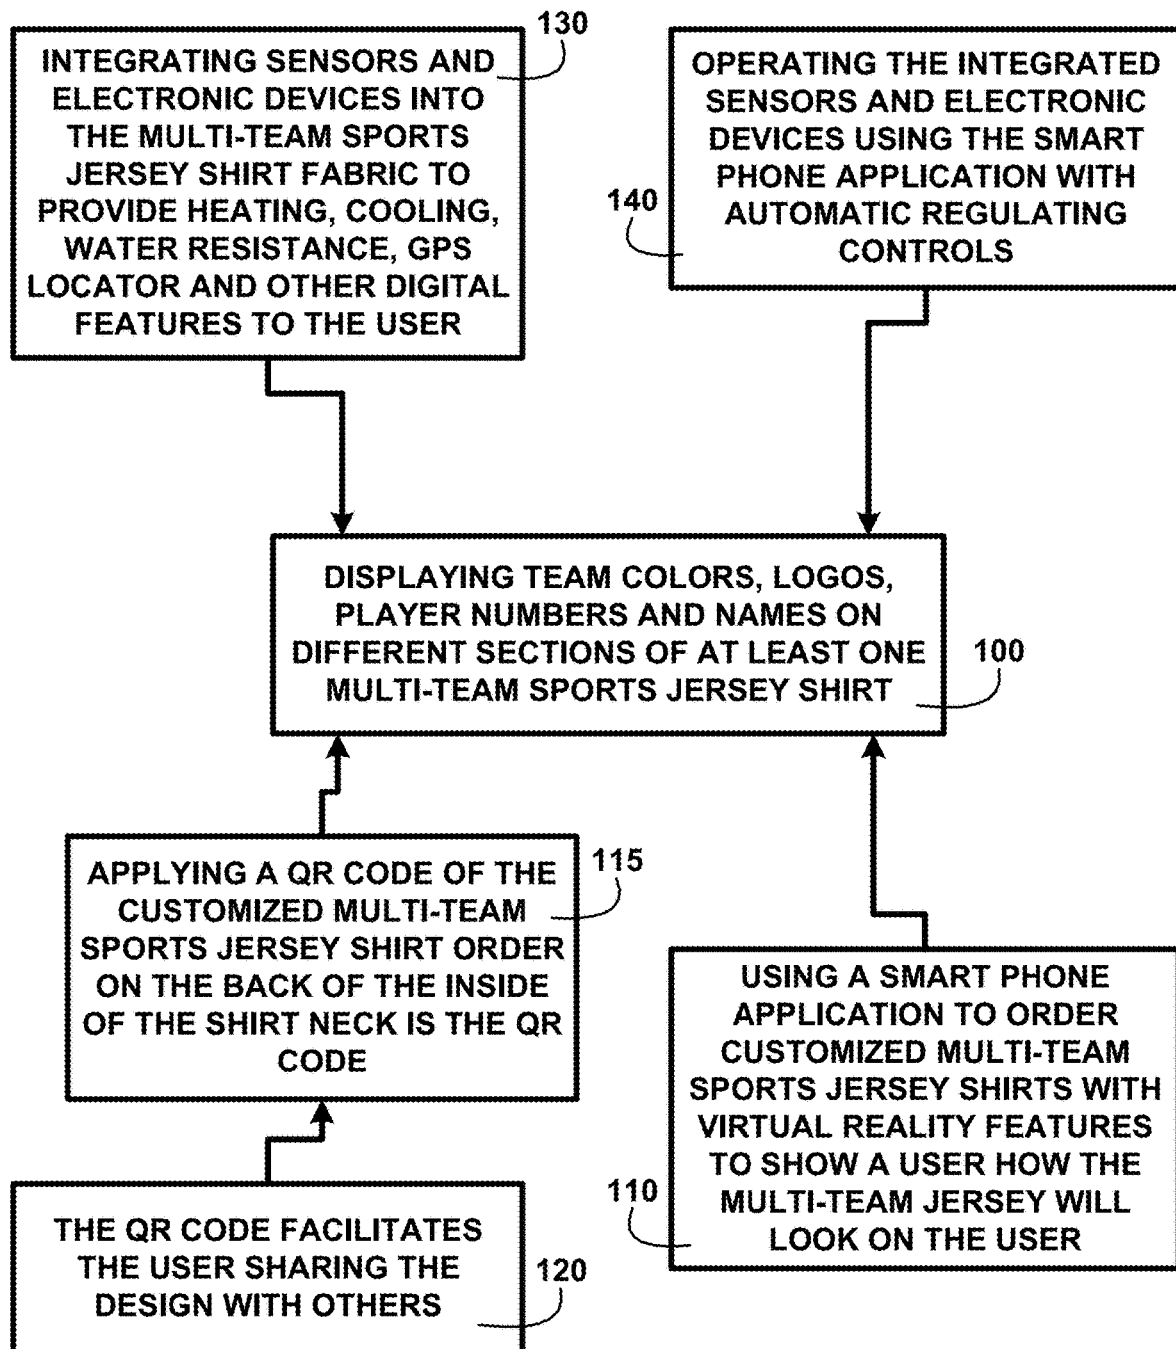 130
INTEGRATING SENSORS AND
ELECTRONIC DEVICES INTO
THE MULTI-TEAM SPORTS
JERSEY SHIRT FABRIC TO
PROVIDE HEATING, COOLING,
WATER RESISTANCE, GPS
LOCATOR AND OTHER DIGITAL
FEATURES TO THE USER
OPERATING THE INTEGRATED
SENSORS AND ELECTRONIC
DEVICES USING THE SMART
PHONE APPLICATION WITH
AUTOMATIC REGULATING
CONTROLS
140
DISPLAYING TEAM COLORS, LOGOS,
PLAYER NUMBERS AND NAMES ON
DIFFERENT SECTIONS OF AT LEAST ONE
MULTI-TEAM SPORTS JERSEY SHIRT
100
APPLYING A QR CODE OF THE
CUSTOMIZED MULTI-TEAM
SPORTS JERSEY SHIRT ORDER
ON THE BACK OF THE INSIDE
OF THE SHIRT NECK IS THE QR
CODE
115
USING A SMART PHONE
APPLICATION TO ORDER
CUSTOMIZED MULTI-TEAM
SPORTS JERSEY SHIRTS WITH
VIRTUAL REALITY FEATURES
TO SHOW A USER HOW THE
MULTI-TEAM JERSEY WILL
LOOK ON THE USER
110
THE QR CODE FACILITATES
THE USER SHARING THE
DESIGN WITH OTHERS
120